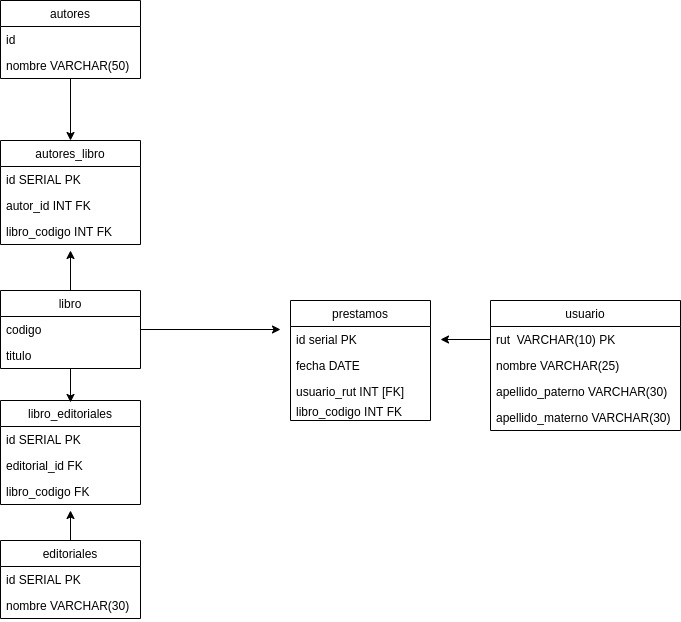 autores
id
nombre VARCHAR(50)
autores_libro
id SERIAL PK
autor_id INT FK
libro_codigo INT FK
libro
codigo
titulo
libro_editoriales
id SERIAL PK
editorial_id FK
libro_codigo FK
editoriales
id SERIAL PK
nombre VARCHAR(30)
prestamos
id serial PK
fecha DATE
usuario_rut INT [FK]
libro_codigo INT FK
usuario
rut  VARCHAR(10) PK
nombre VARCHAR(25)
apellido_paterno VARCHAR(30)
apellido_materno VARCHAR(30)